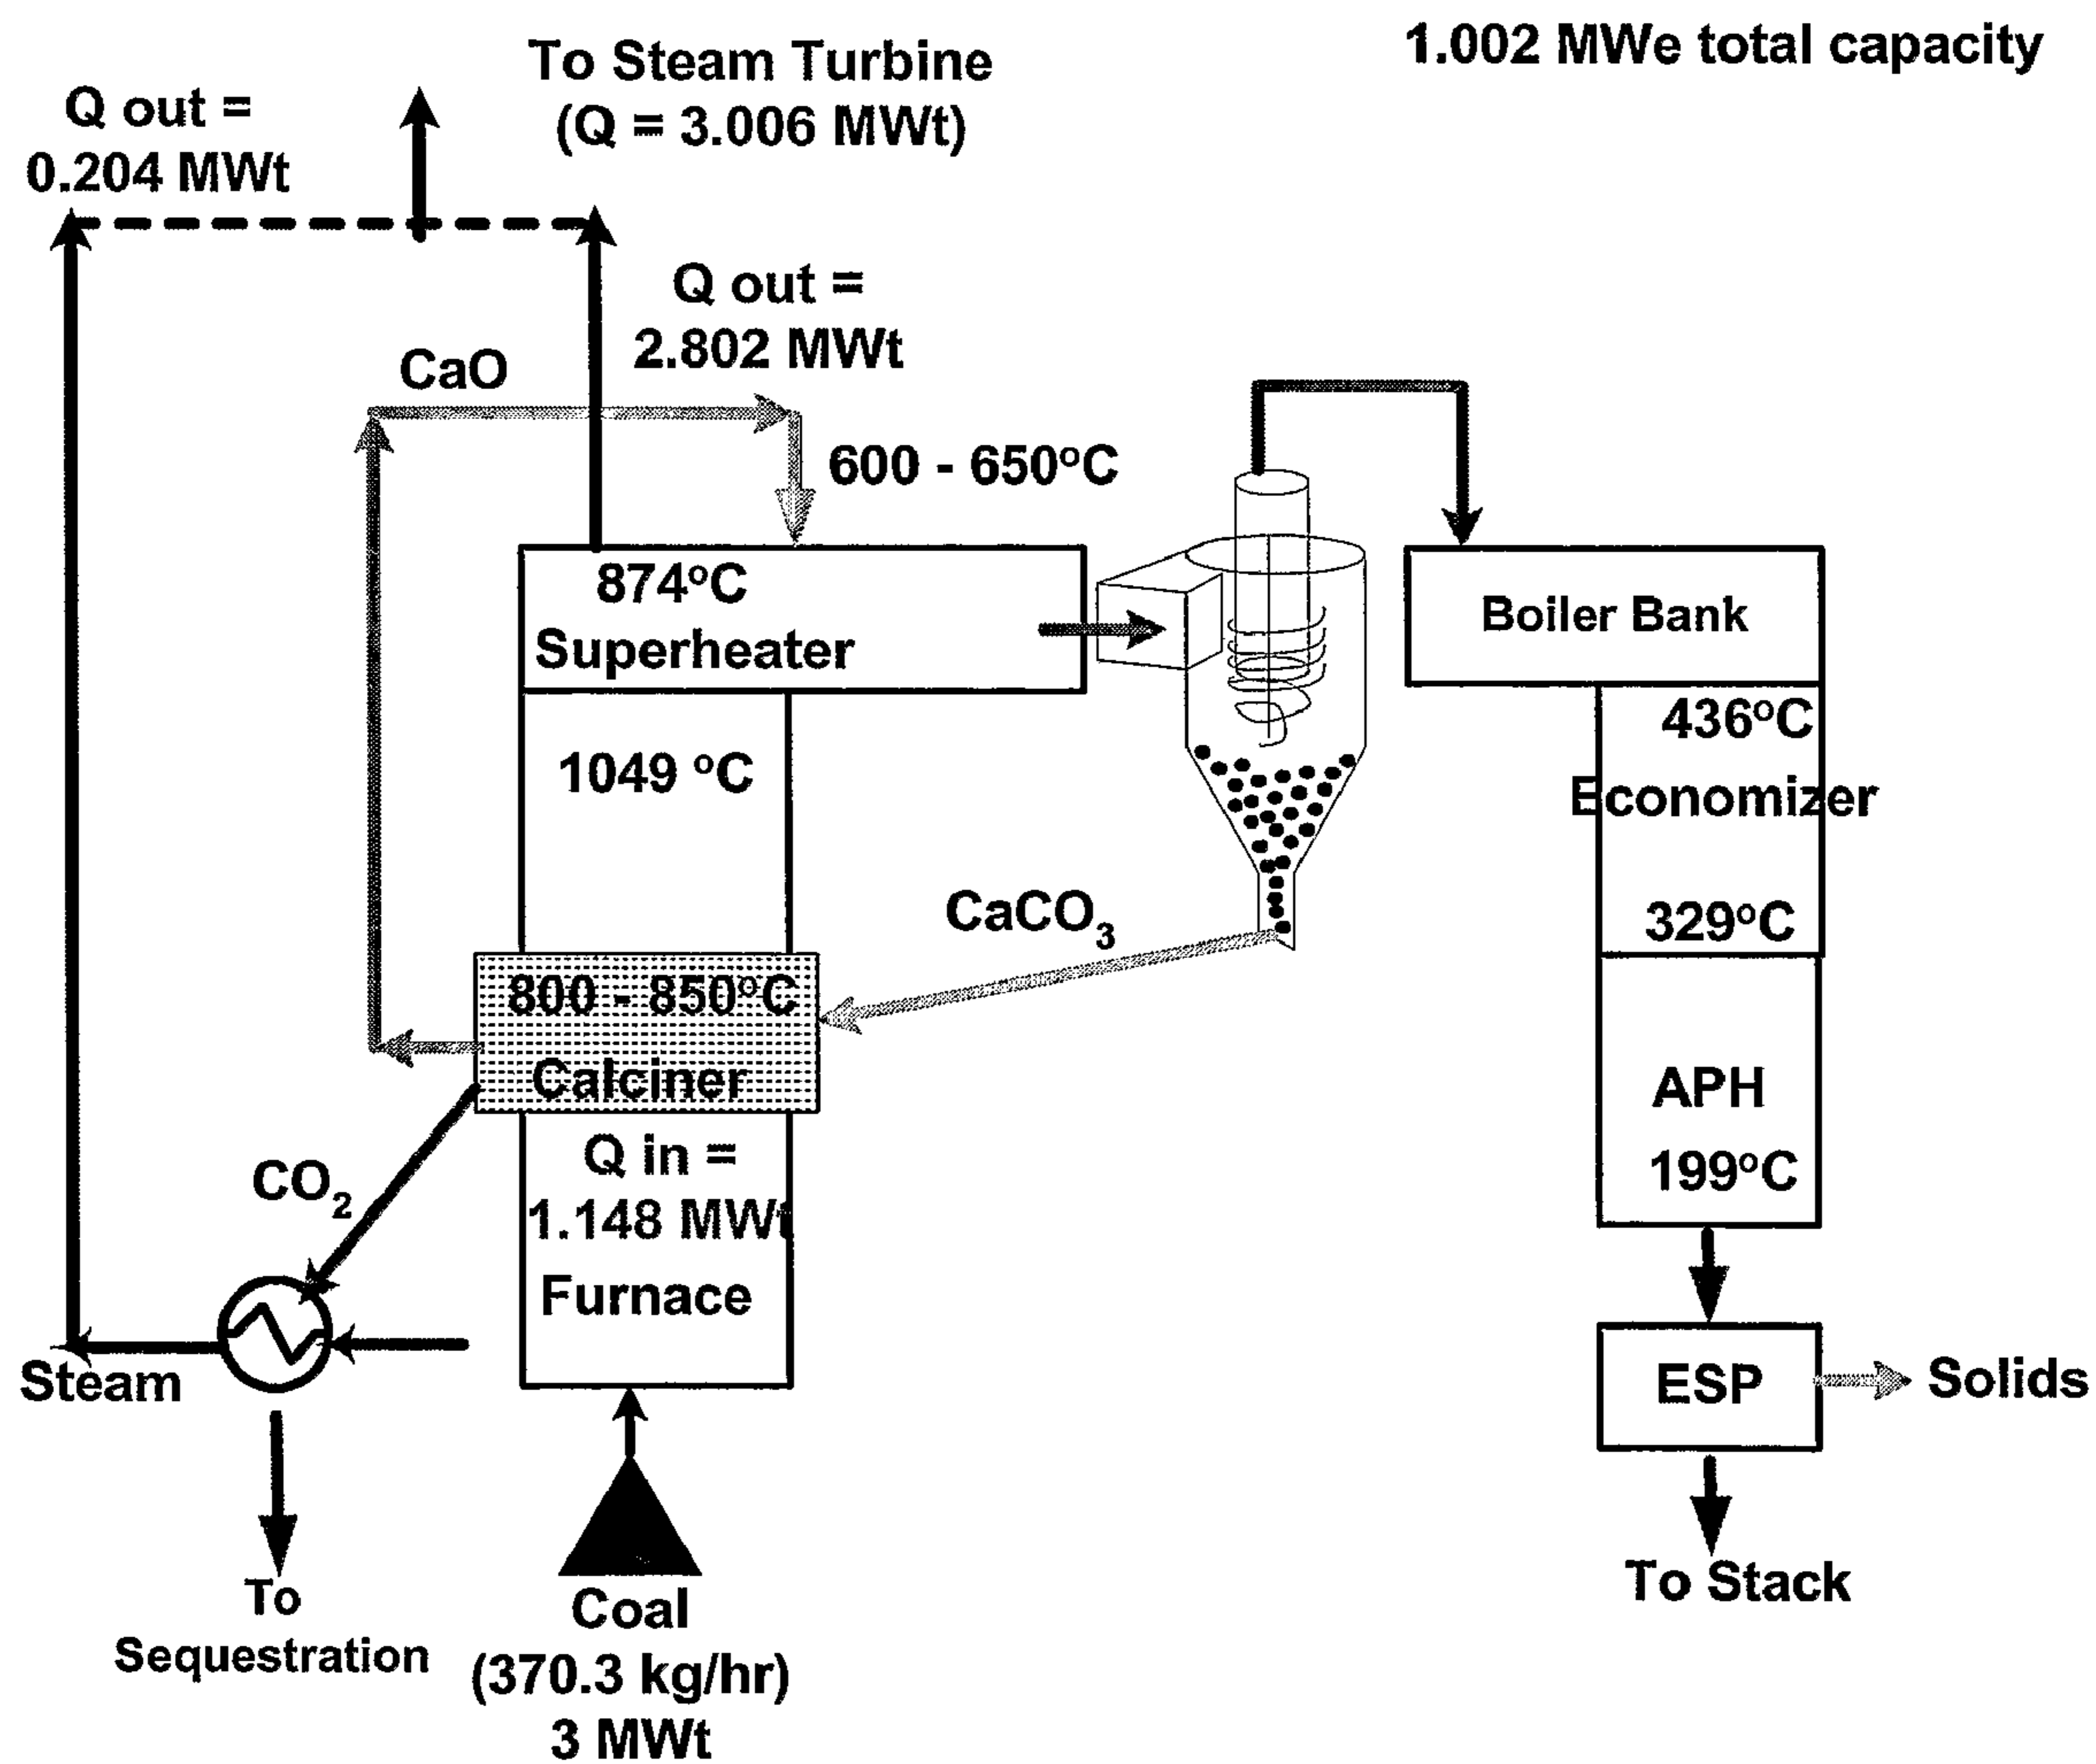 1.002 MWe total capacity
To Steam Turbine
(Q = 3.006 MWt)
Q out =
0.204 MWt
Q out =
2.802 MWt
CaO
600 - 650°C
874°C
Superheater
Boiler Bank
1049 °C
436°C
Economizer
329°C
CaCO3
800 - 850°C
Calciner
APH
199°C
Q in =
1.148 MWt
Furnace
CO2
Steam
ESP
Solids
To Stack
To
Sequestration
Coal
(370.3 kg/hr)
3 MWt